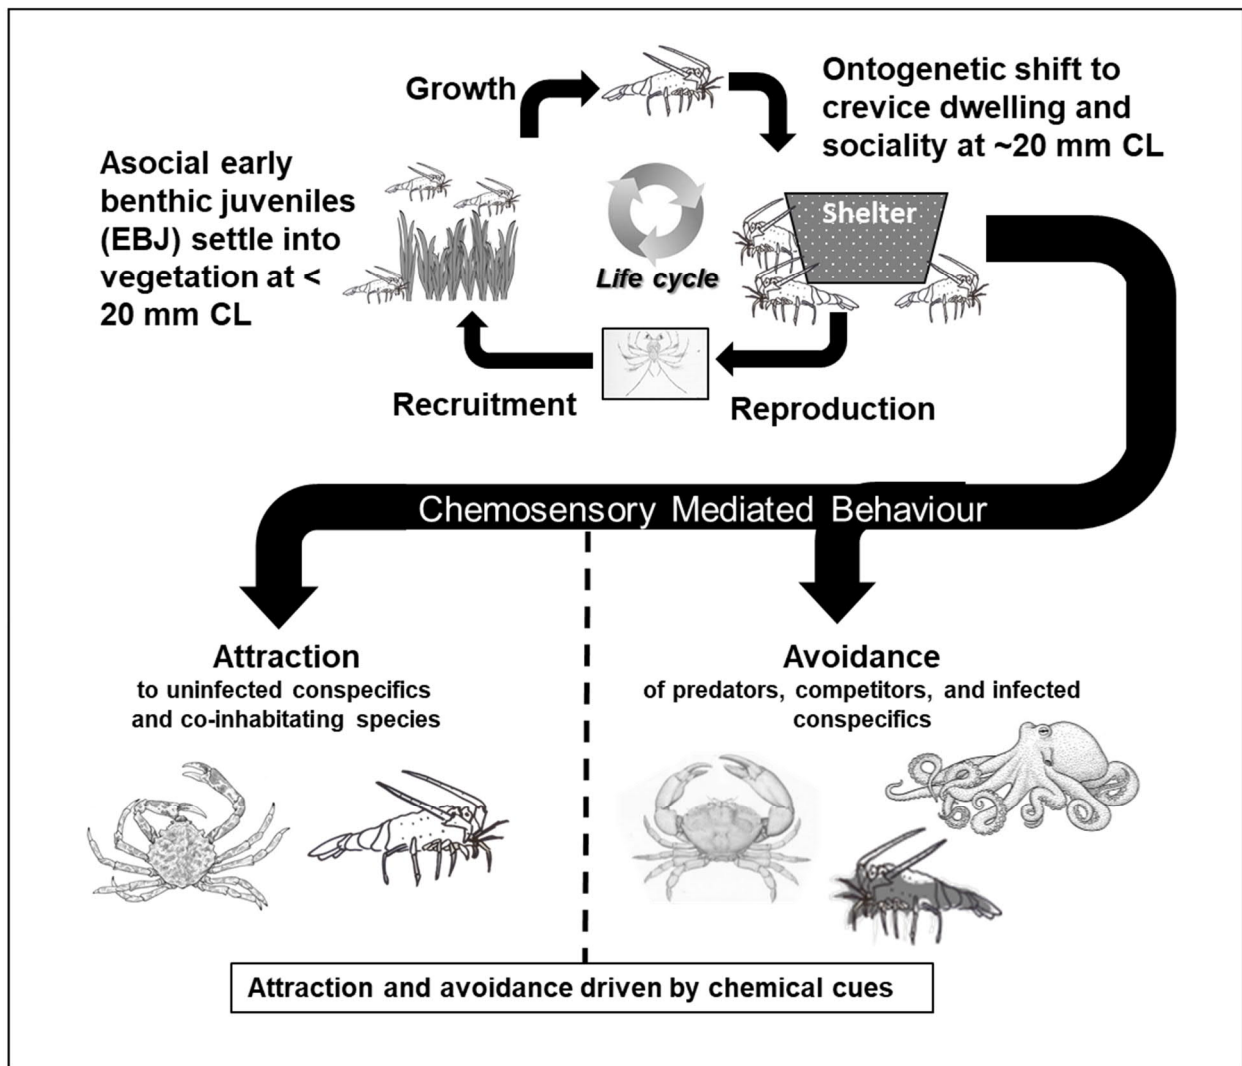 Growth
Ontogenetic shift to
crevice dwelling and
sociality at ~20 mm CL
Asocial early
benthic juveniles
(EBJ) settle into
vegetation at <
20 mm CL
Shelter
Life cycle
Recruitment
Reproduction
Chemosensory Mediated Behaviour
Attraction
to uninfected conspecifics
and co-inhabitating species
Avoidance
of predators, competitors, and infected
conspecifics
Attraction and avoidance driven by chemical cues